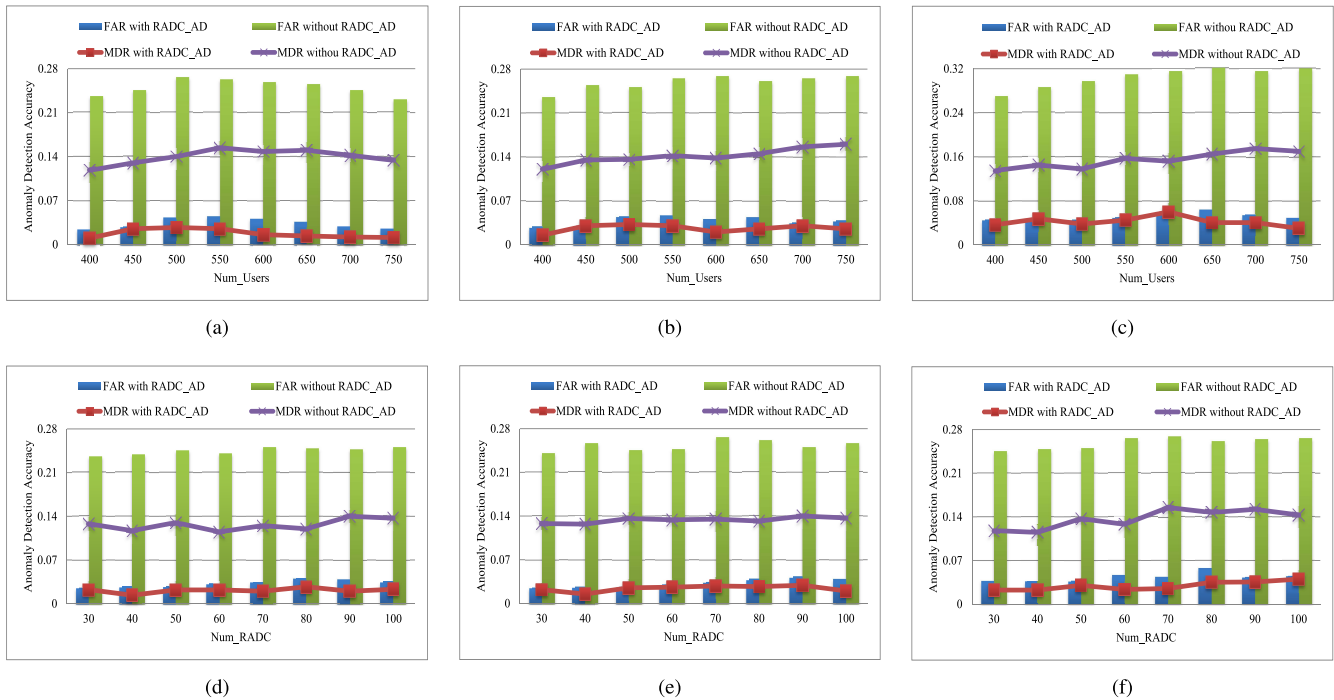 FAR with RADC_AD FAR without RADC_AD
MDR with RADC_AD MDR without RADC_AD
Anomaly Detection Accuracy
0.28
0.21
0.14
0.07
0
400 450 500 550 600 650 700 750
Num_Users
(a)
FAR with RADC_AD FAR without RADC_AD
MDR with RADC_AD MDR without RADC_AD
Anomaly Detection Accuracy
0.28
0.21
0.14
0.07
0
400 450 500 550 600 650 700 750
Num_Users
(b)
FAR with RADC_AD FAR without RADC_AD
MDR with RADC_AD MDR without RADC_AD
Anomaly Detection Accuracy
0.32
0.24
0.16
0.08
0
400 450 500 550 600 650 700 750
Num_Users
(c)
FAR with RADC_AD FAR without RADC_AD
MDR with RADC_AD MDR without RADC_AD
Anomaly Detection Accuracy
0.28
0.21
0.14
0.07
0
30 40 50 60 70 80 90 100
Num_RADC
(d)
FAR with RADC_AD FAR without RADC_AD
MDR with RADC_AD MDR without RADC_AD
Anomaly Detection Accuracy
0.28
0.21
0.14
0.07
0
30 40 50 60 70 80 90 100
Num_RADC
(e)
FAR with RADC_AD FAR without RADC_AD
MDR with RADC_AD MDR without RADC_AD
Anomaly Detection Accuracy
0.28
0.21
0.14
0.07
0
30 40 50 60 70 80 90 100
Num_RADC
(f)